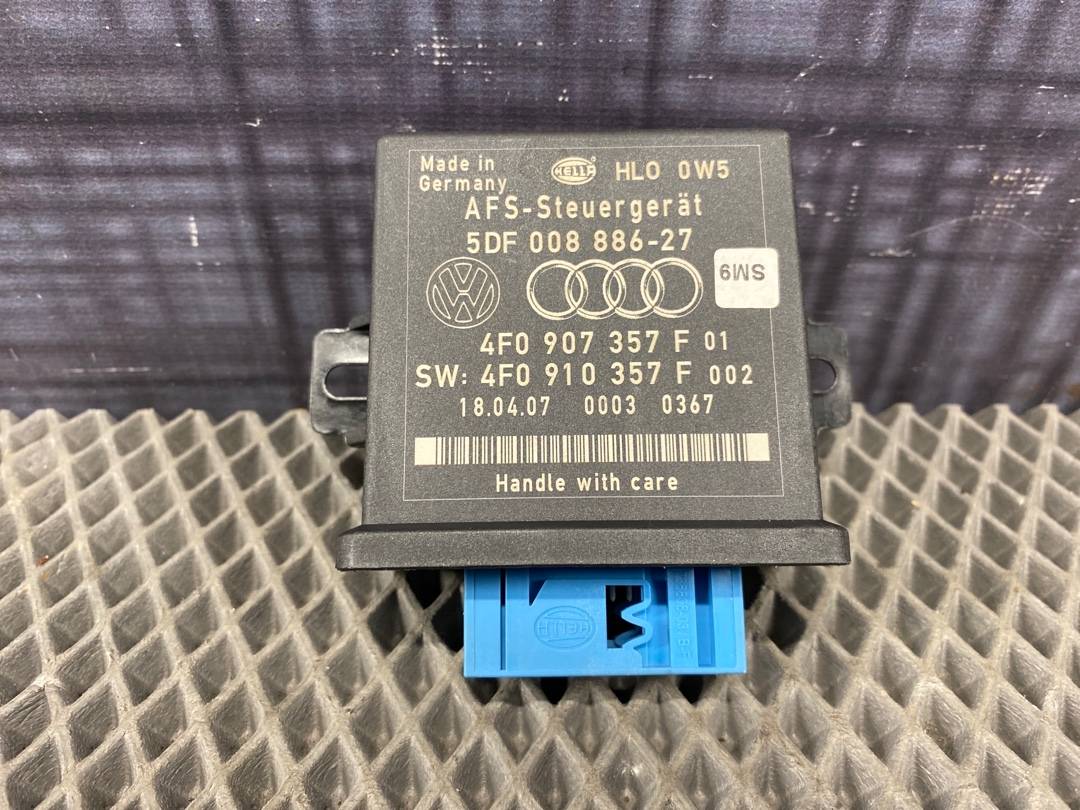 Made in
Germany
HELLA HLO 0W5
AFS-Steuergerät
5DF 008 886-27
SM9
4F0 907 357 F 01
SW: 4F0 910 357 F 002
18.04.07 0003 0367
Handle with care
HELLA